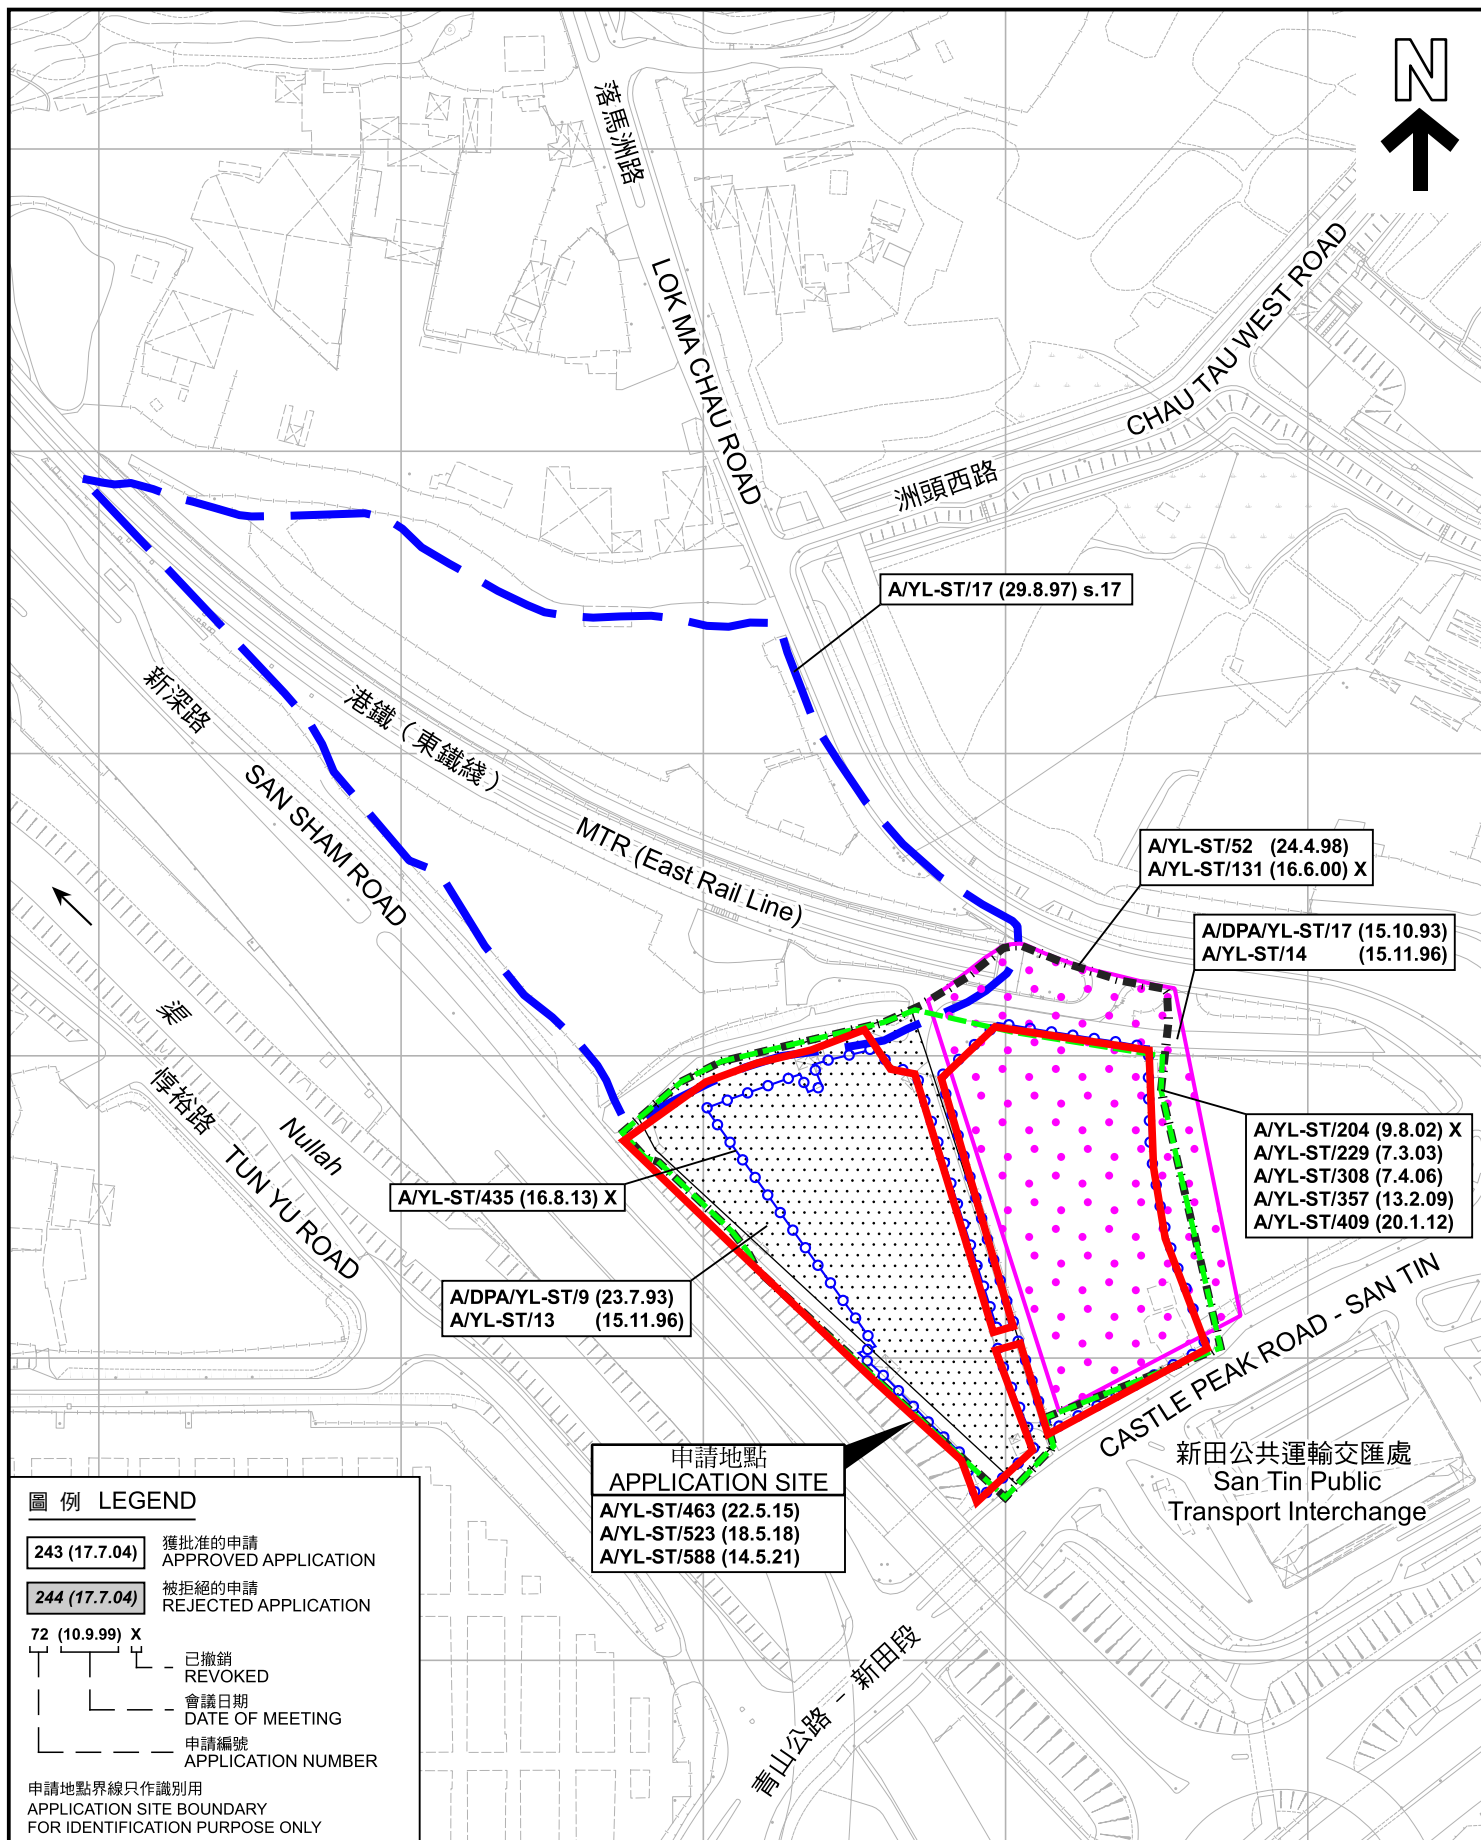 N
落馬洲路
LOK MA CHAU ROAD
CHAU TAU WEST ROAD
洲頭西路
A/YL-ST/17 (29.8.97) s.17
新深路
SAN SHAM ROAD
港鐵（東鐵綫）
MTR (East Rail Line)
A/YL-ST/52 (24.4.98)
A/YL-ST/131 (16.6.00) X
A/DPA/YL-ST/17 (15.10.93)
A/YL-ST/14 (15.11.96)
渠
Nullah
惇裕路
TUN YU ROAD
A/YL-ST/204 (9.8.02) X
A/YL-ST/229 (7.3.03)
A/YL-ST/308 (7.4.06)
A/YL-ST/357 (13.2.09)
A/YL-ST/409 (20.1.12)
A/YL-ST/435 (16.8.13) X
A/DPA/YL-ST/9 (23.7.93)
A/YL-ST/13 (15.11.96)
CASTLE PEAK ROAD - SAN TIN
申請地點
APPLICATION SITE
A/YL-ST/463 (22.5.15)
A/YL-ST/523 (18.5.18)
A/YL-ST/588 (14.5.21)
新田公共運輸交匯處
San Tin Public
Transport Interchange
青山公路 - 新田段
圖 例 LEGEND
243 (17.7.04)
獲批准的申請
APPROVED APPLICATION
244 (17.7.04)
被拒絕的申請
REJECTED APPLICATION
72 (10.9.99) X
已撤銷
REVOKED
會議日期
DATE OF MEETING
申請編號
APPLICATION NUMBER
申請地點界線只作識別用
APPLICATION SITE BOUNDARY
FOR IDENTIFICATION PURPOSE ONLY